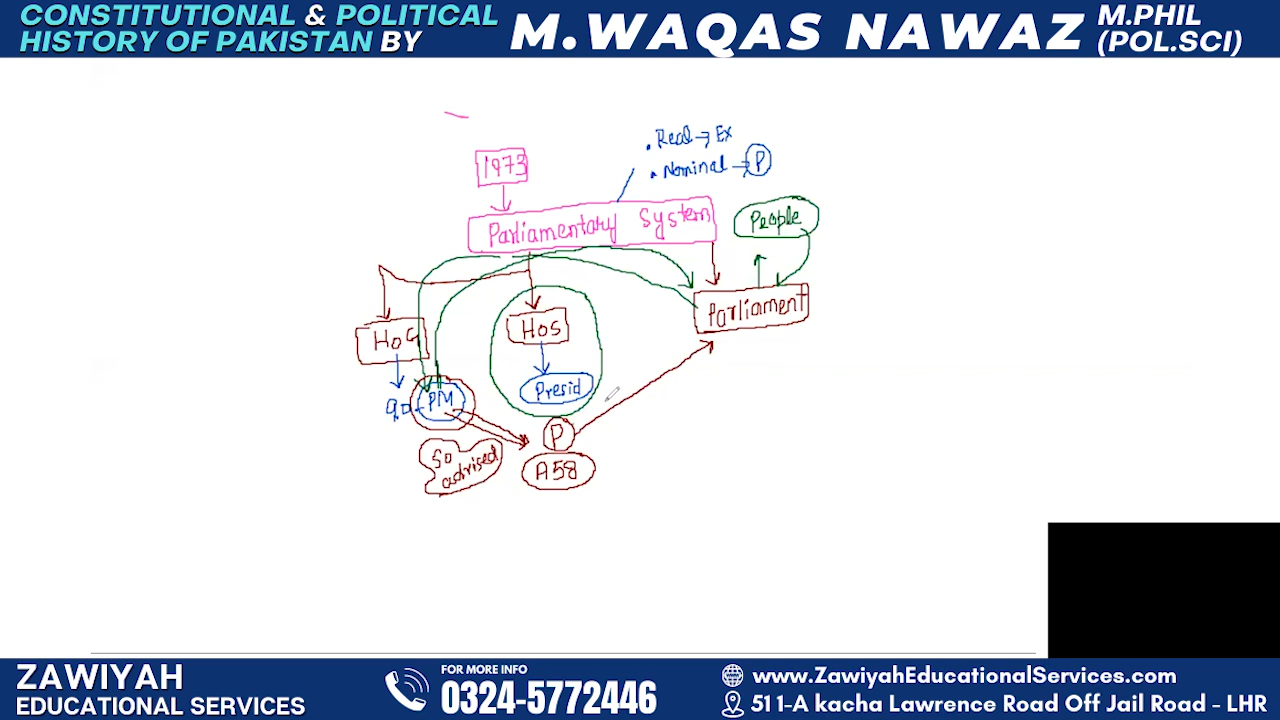 CONSTITUTIONAL & POLITICAL
HISTORY OF PAKISTAN BY
M.WAQAS NAWAZ
M.PHIL
(POL.SCI)
. Real → Ex
. Nominal → P
1973
Parliamentary System
People
Parliament
HoG
HoS
PM
Presid
P
So
advised
A58
ZAWIYAH
EDUCATIONAL SERVICES
FOR MORE INFO
0324-5772446
www.ZawiyahEducationalServices.com
511-A kacha Lawrence Road Off Jail Road - LHR